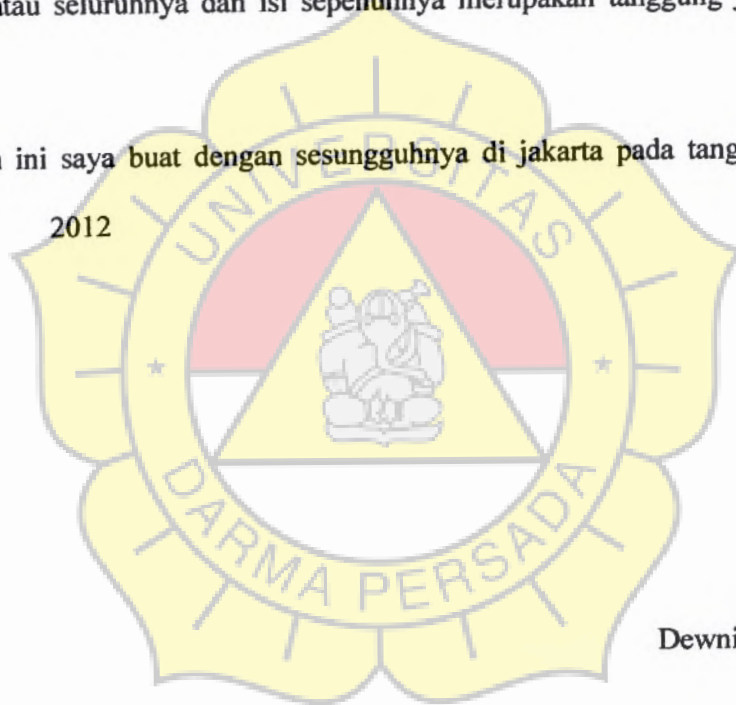 atau seluruhnya dan isi sepenuhnya merupakan tanggung
ini saya buat dengan sesungguhnya di jakarta pada tang
2012
UNIVERSITAS
DARMA PERSADA
Dewni